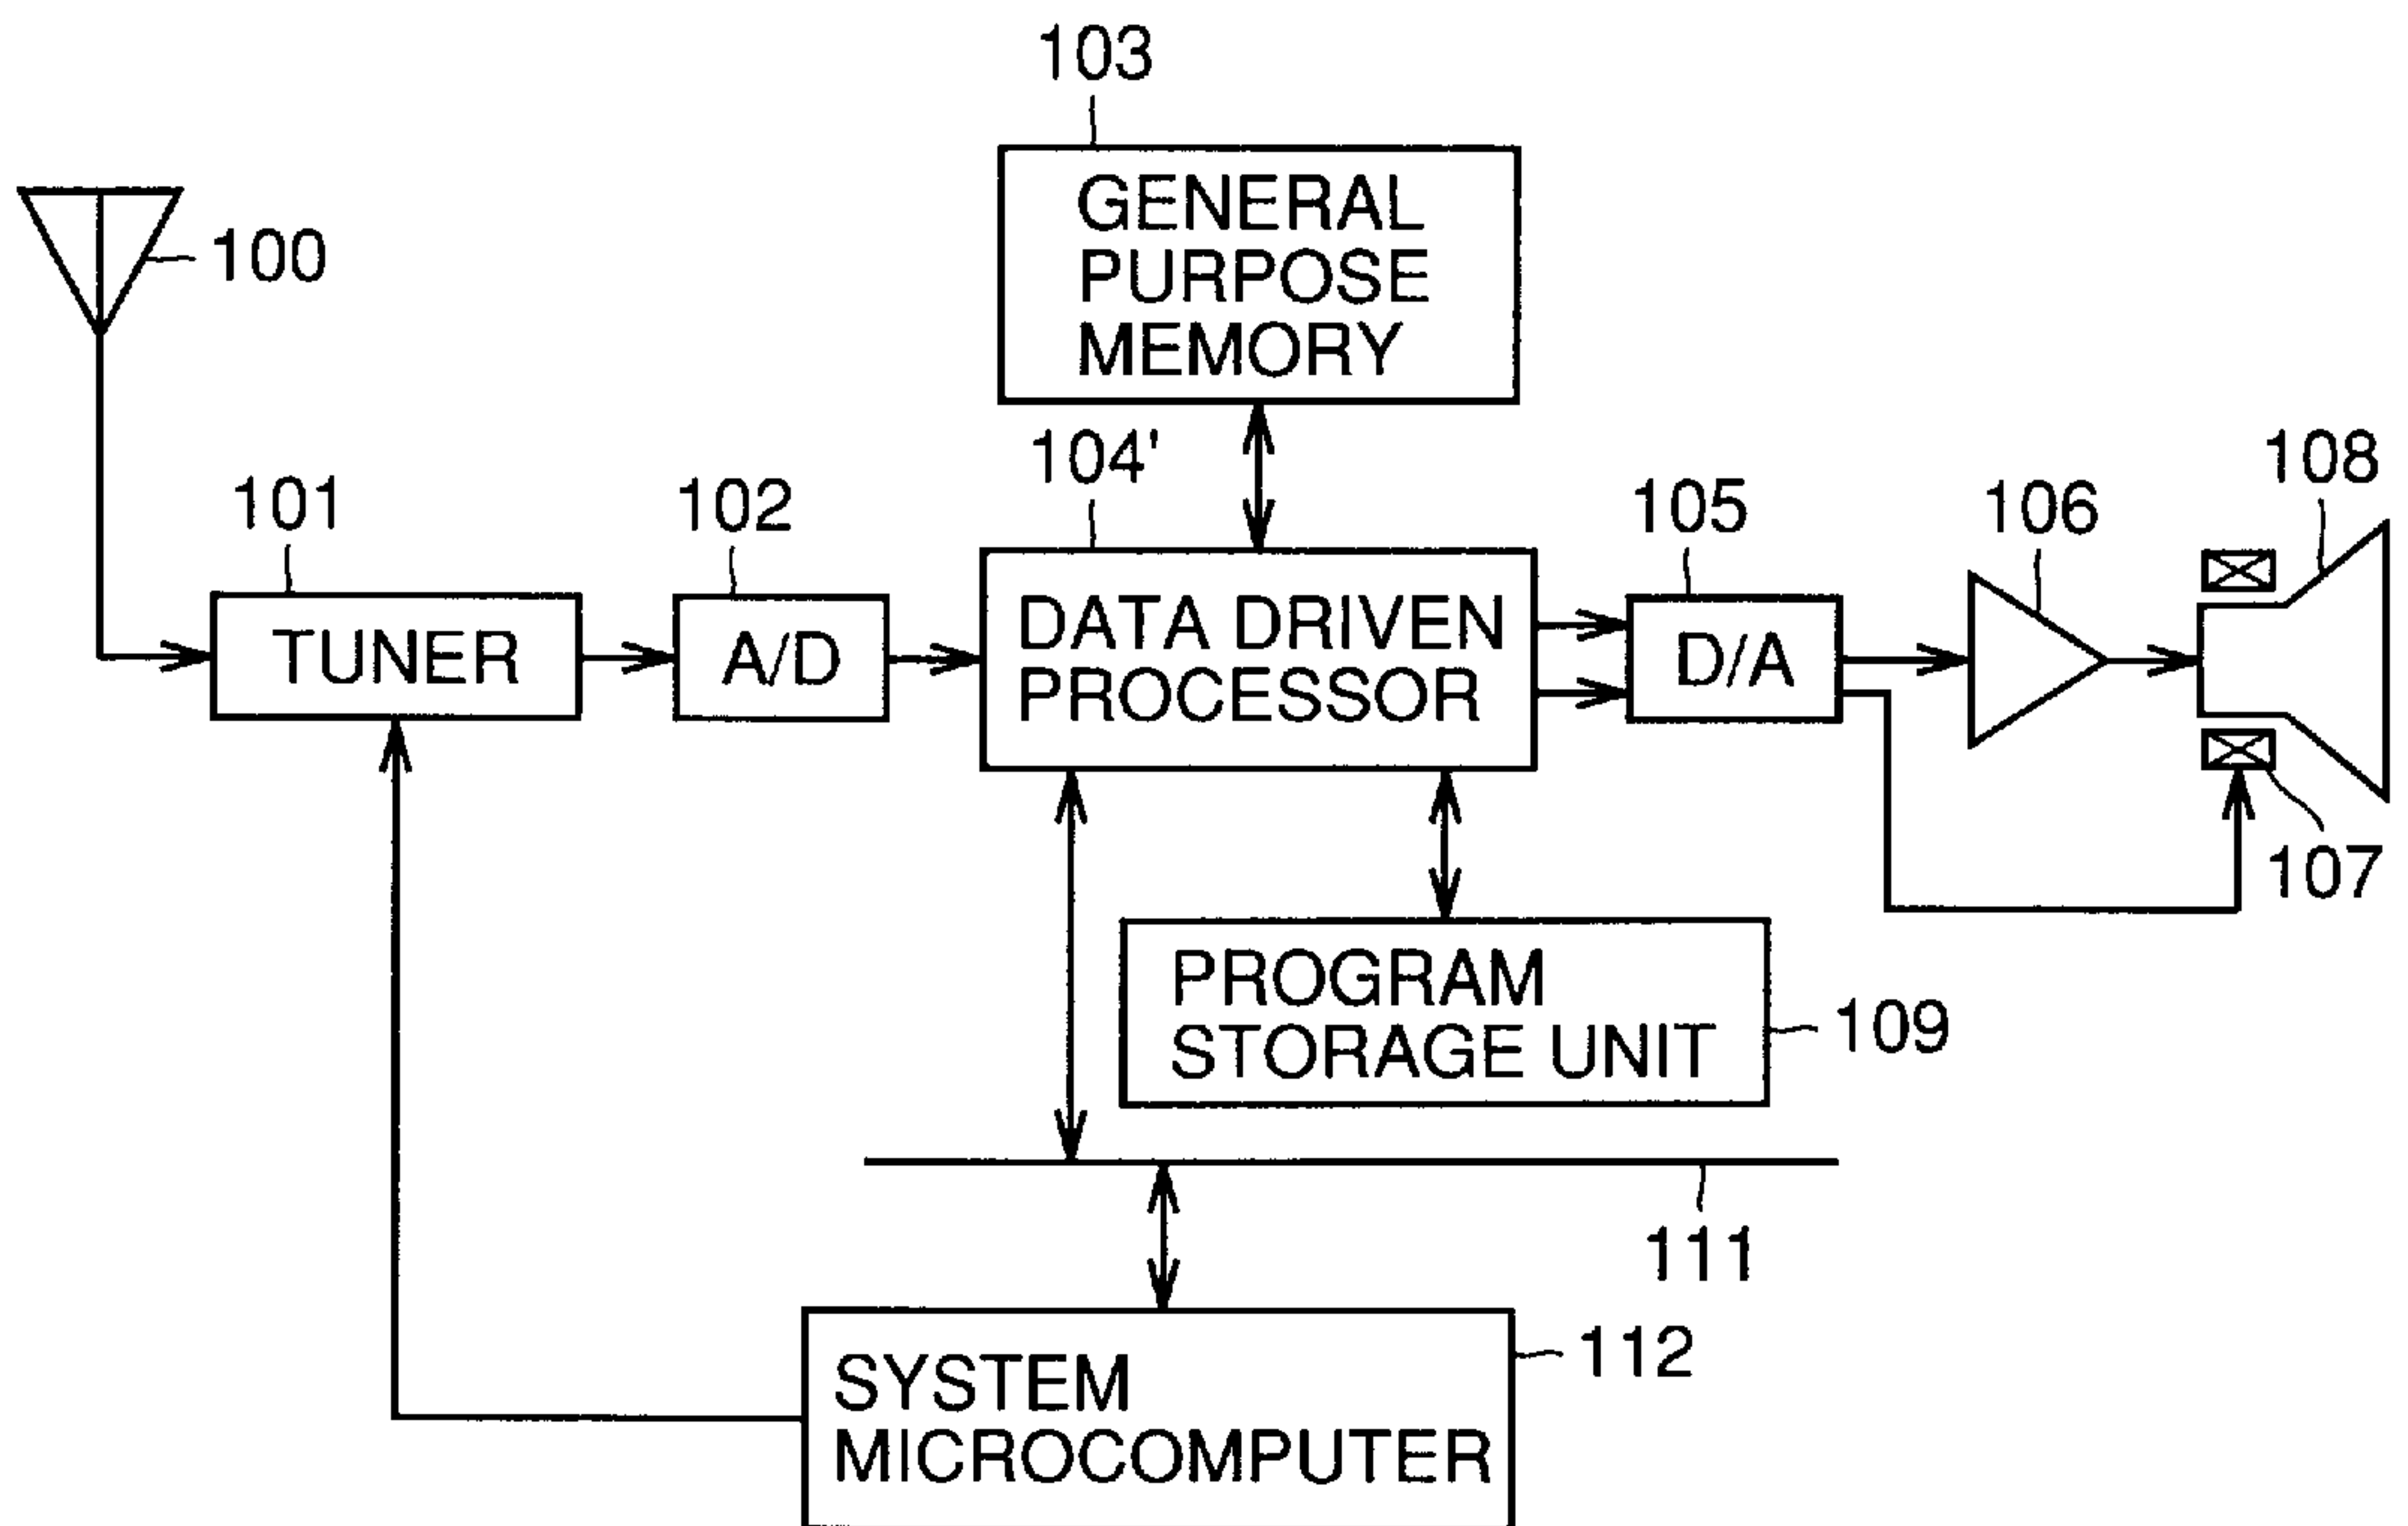 103
GENERAL
PURPOSE
MEMORY
100
104'
108
101
102
105
106
TUNER
A/D
DATA DRIVEN
PROCESSOR
D/A
107
PROGRAM
STORAGE UNIT
109
111
112
SYSTEM
MICROCOMPUTER